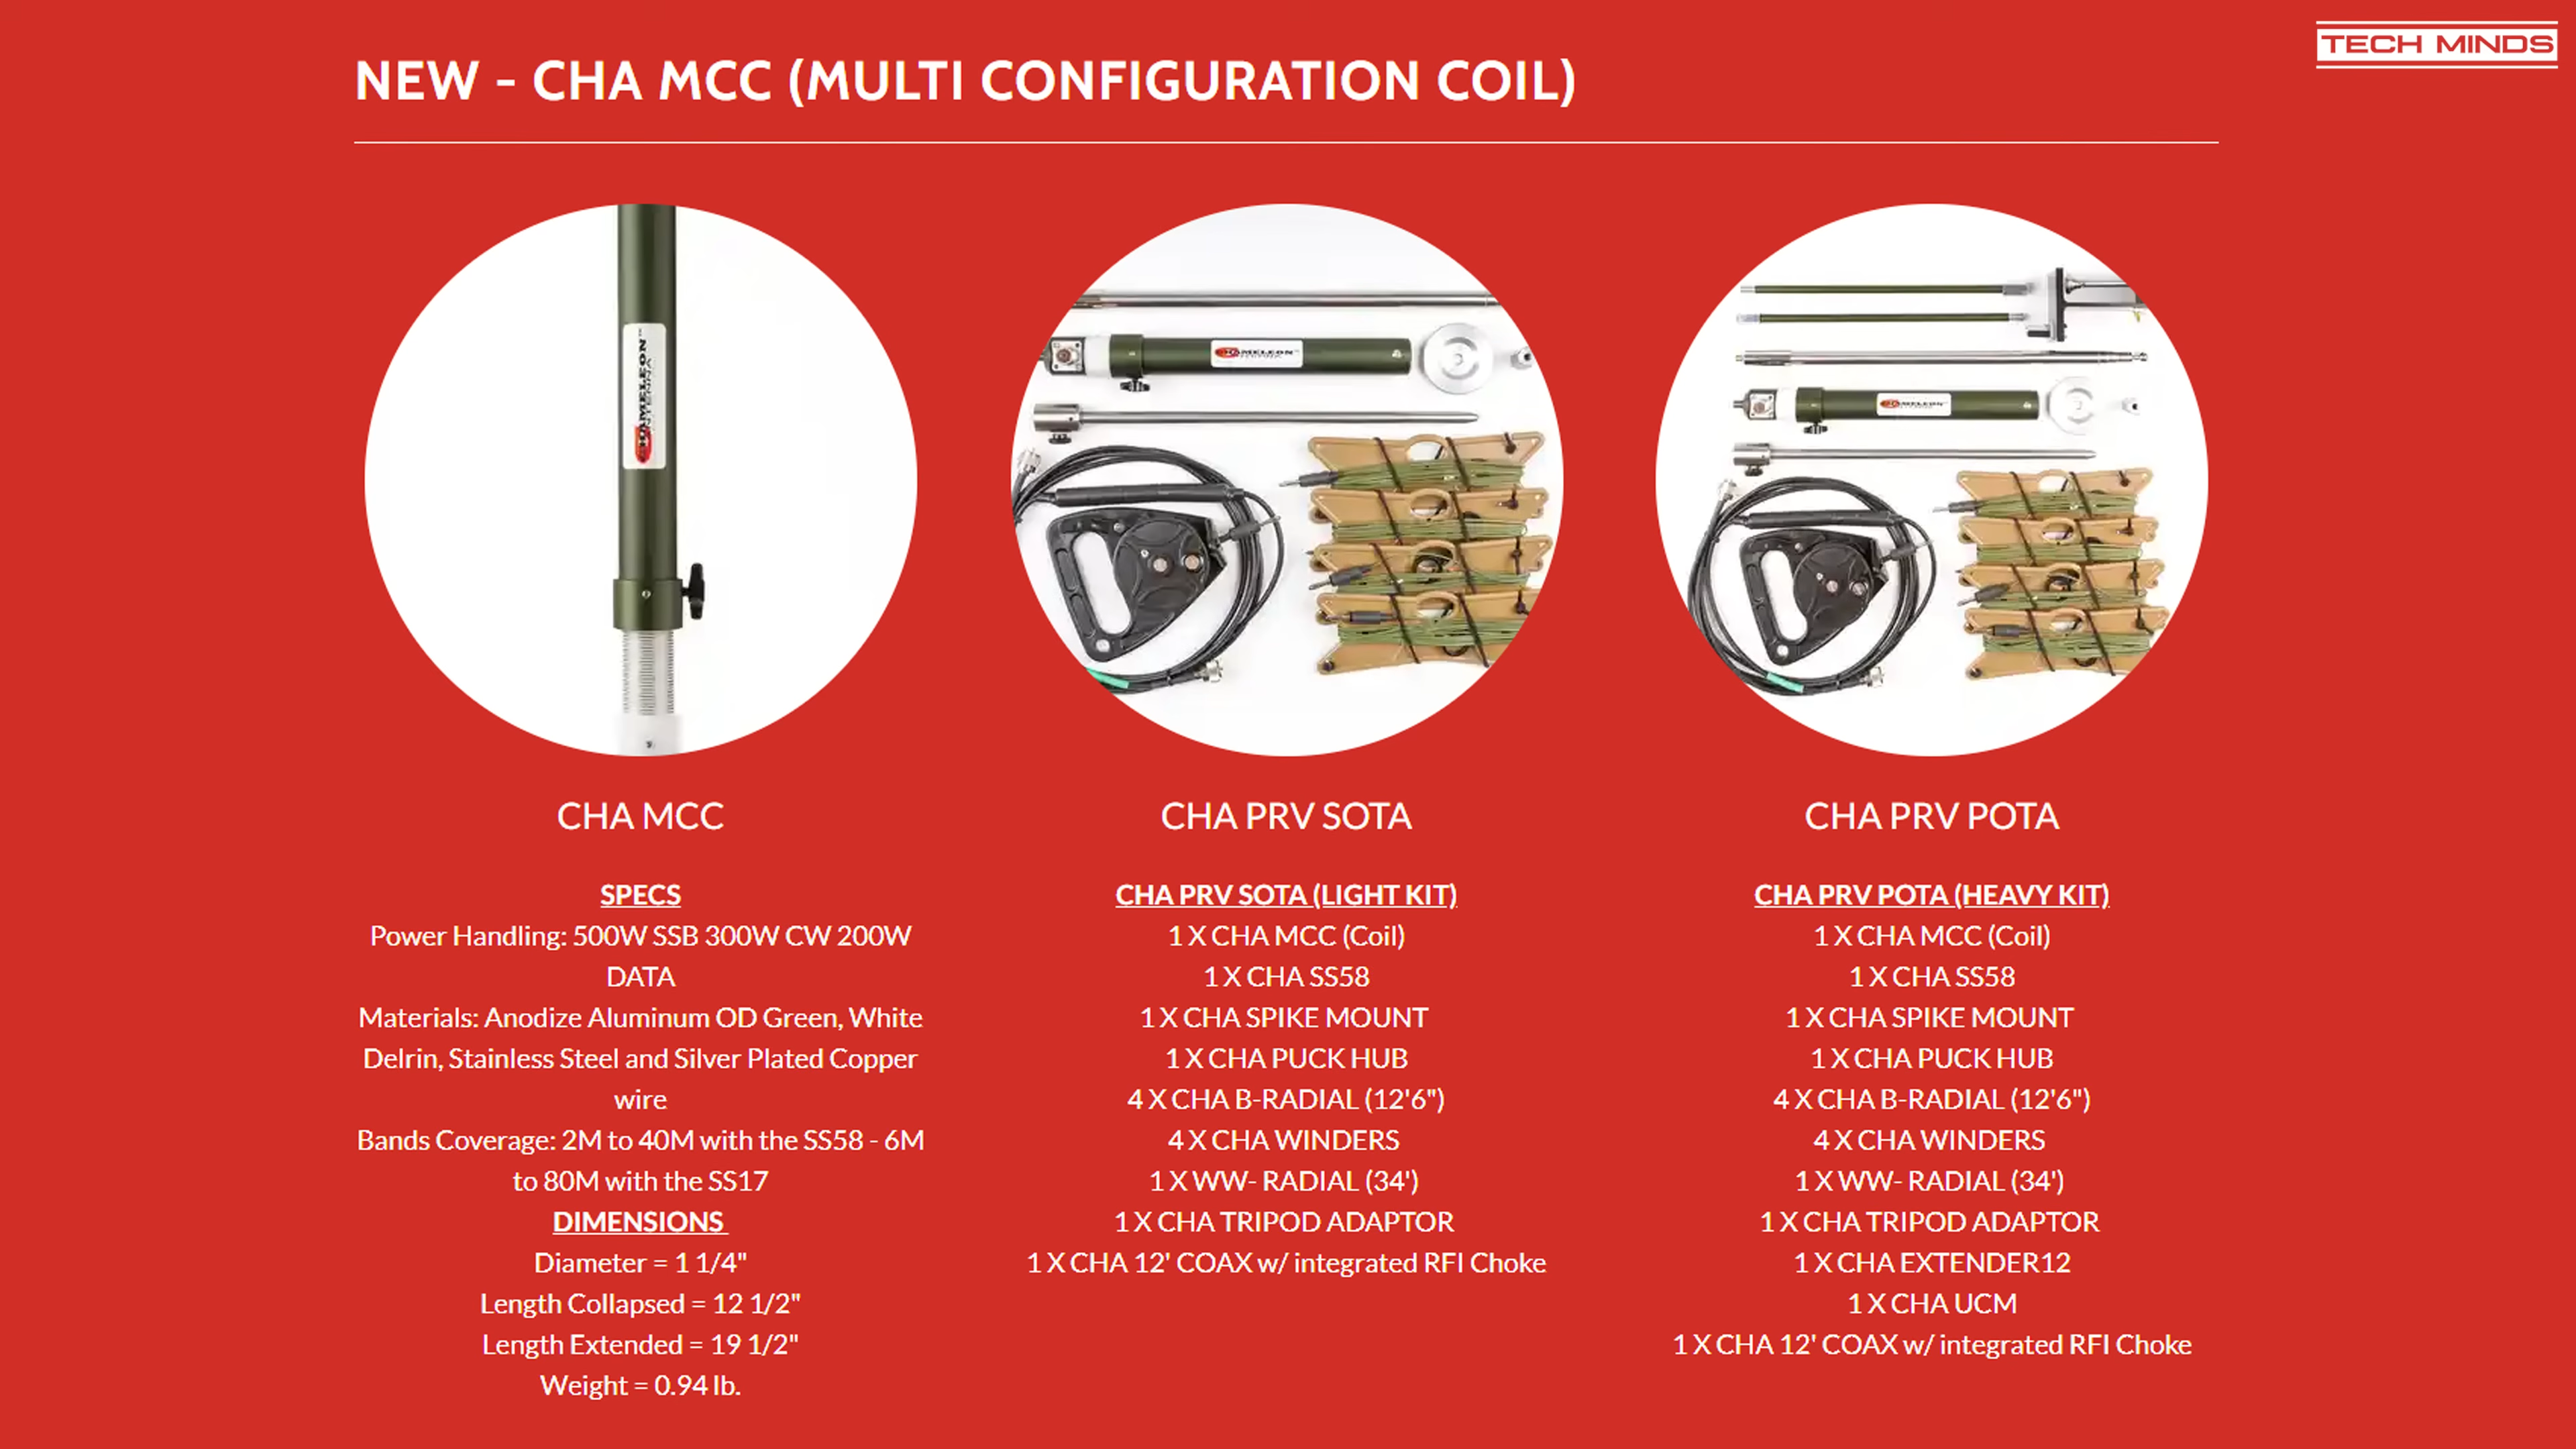 TECH MINDS
NEW - CHA MCC (MULTI CONFIGURATION COIL)
CHAMELEON™
ANTENNA
CHAMELEON™
CHAMELEON™
CHA MCC
SPECS
Power Handling: 500W SSB 300W CW 200W
DATA
Materials: Anodize Aluminum OD Green, White
Delrin, Stainless Steel and Silver Plated Copper
wire
Bands Coverage: 2M to 40M with the SS58 - 6M
to 80M with the SS17
DIMENSIONS
Diameter = 1 1/4"
Length Collapsed = 12 1/2"
Length Extended = 19 1/2"
Weight = 0.94 lb.
CHA PRV SOTA
CHA PRV SOTA (LIGHT KIT)
1 X CHA MCC (Coil)
1 X CHA SS58
1 X CHA SPIKE MOUNT
1 X CHA PUCK HUB
4 X CHA B-RADIAL (12'6")
4 X CHA WINDERS
1 X WW- RADIAL (34')
1 X CHA TRIPOD ADAPTOR
1 X CHA 12' COAX w/ integrated RFI Choke
CHA PRV POTA
CHA PRV POTA (HEAVY KIT)
1 X CHA MCC (Coil)
1 X CHA SS58
1 X CHA SPIKE MOUNT
1 X CHA PUCK HUB
4 X CHA B-RADIAL (12'6")
4 X CHA WINDERS
1 X WW- RADIAL (34')
1 X CHA TRIPOD ADAPTOR
1 X CHA EXTENDER12
1 X CHA UCM
1 X CHA 12' COAX w/ integrated RFI Choke